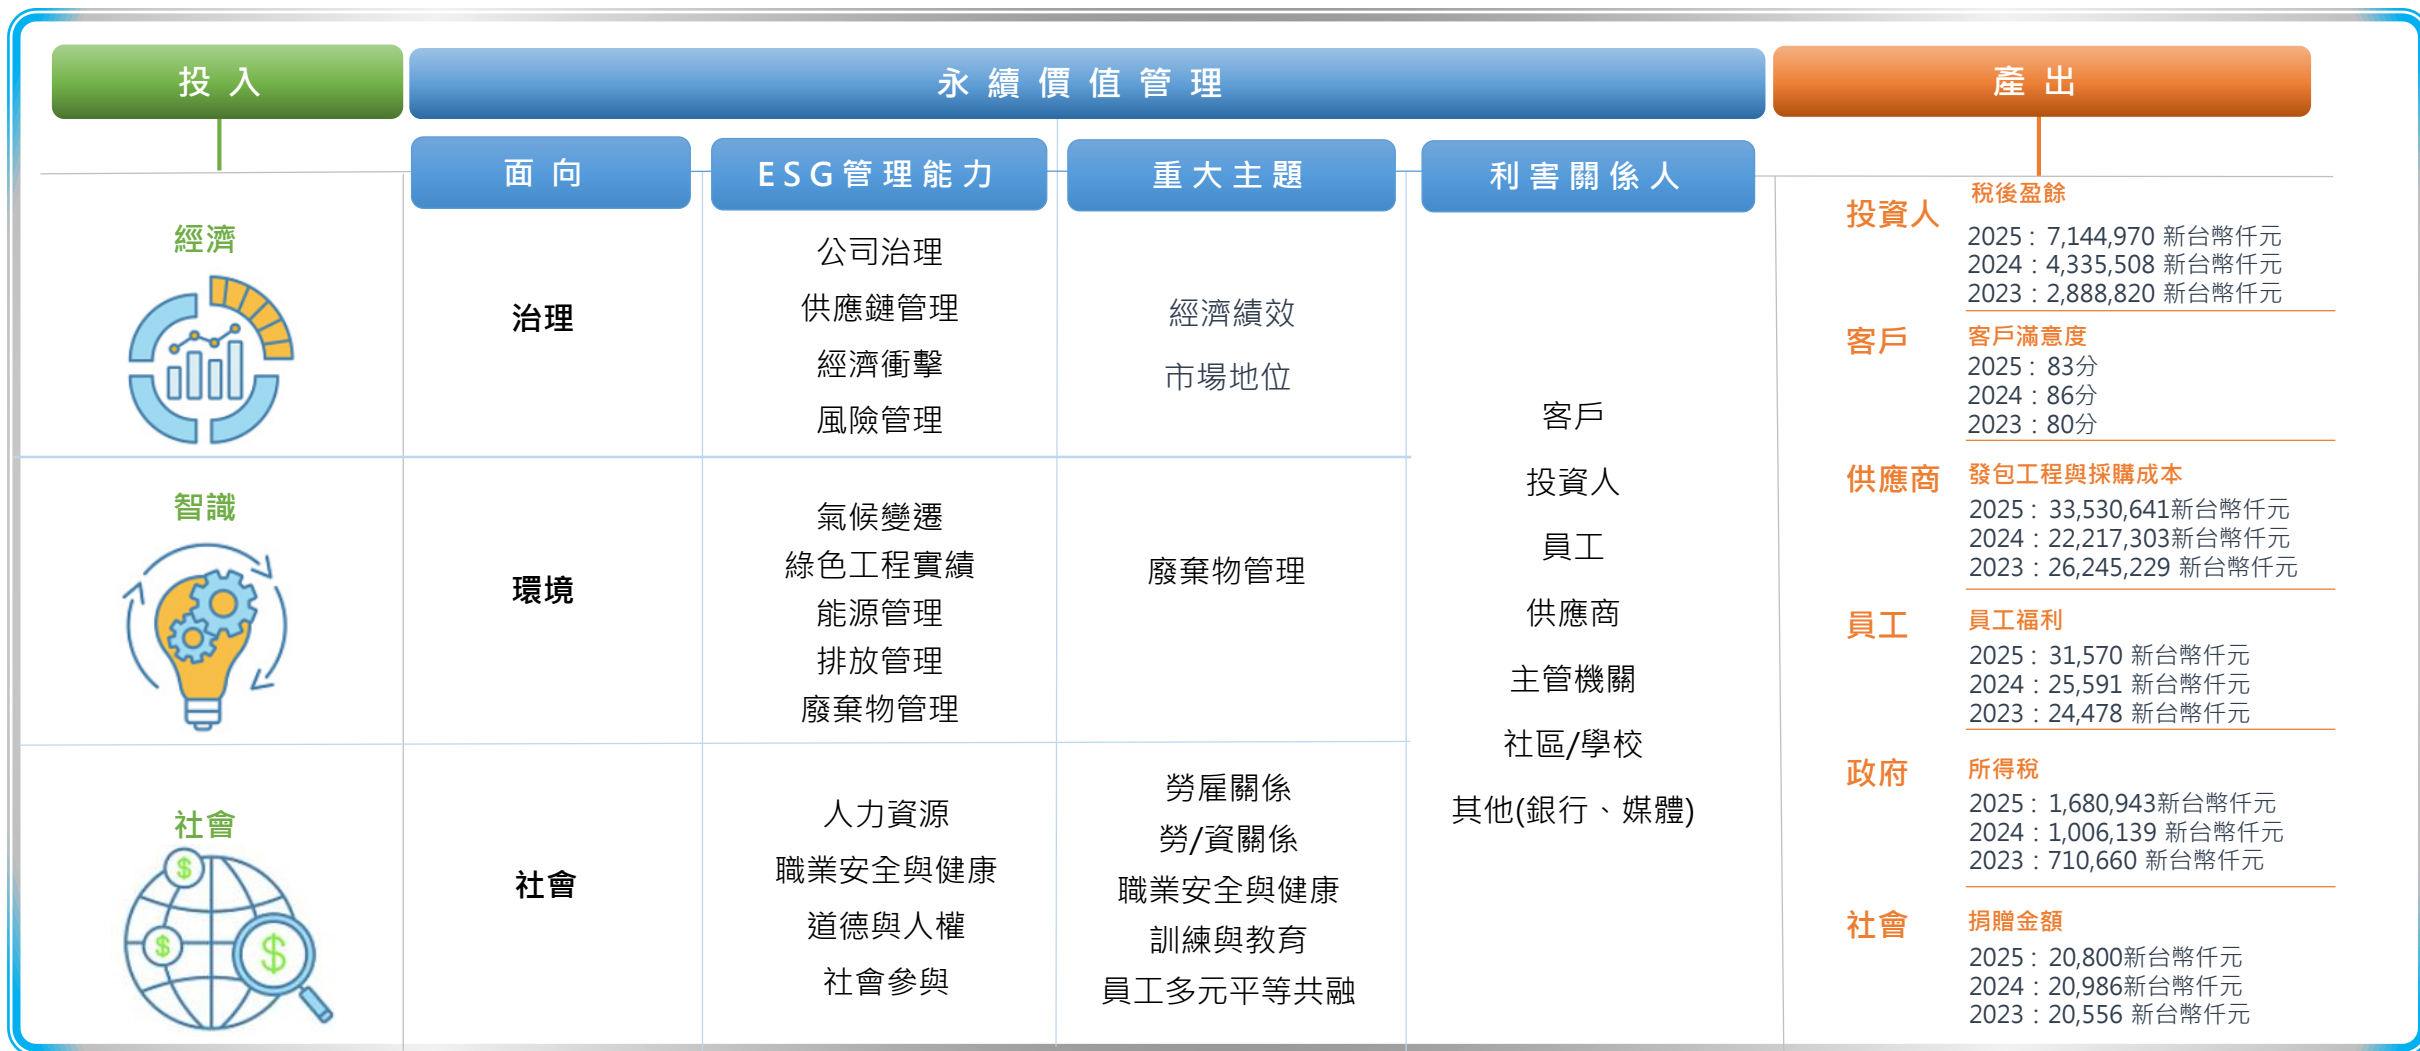 投入
永續價值管理
產出
面向
ESG管理能力
重大主題
利害關係人
經濟
智識
社會
治理
公司治理
供應鏈管理
經濟衝擊
風險管理
經濟績效
市場地位
環境
氣候變遷
綠色工程實績
能源管理
排放管理
廢棄物管理
廢棄物管理
社會
人力資源
職業安全與健康
道德與人權
社會參與
勞雇關係
勞/資關係
職業安全與健康
訓練與教育
員工多元平等共融
客戶
投資人
員工
供應商
主管機關
社區/學校
其他(銀行、媒體)
投資人
稅後盈餘
2025：7,144,970 新台幣仟元
2024：4,335,508 新台幣仟元
2023：2,888,820 新台幣仟元
客戶
客戶滿意度
2025：83分
2024：86分
2023：80分
供應商
發包工程與採購成本
2025：33,530,641新台幣仟元
2024：22,217,303新台幣仟元
2023：26,245,229 新台幣仟元
員工
員工福利
2025：31,570 新台幣仟元
2024：25,591 新台幣仟元
2023：24,478 新台幣仟元
政府
所得稅
2025：1,680,943新台幣仟元
2024：1,006,139 新台幣仟元
2023：710,660 新台幣仟元
社會
捐贈金額
2025：20,800新台幣仟元
2024：20,986新台幣仟元
2023：20,556 新台幣仟元